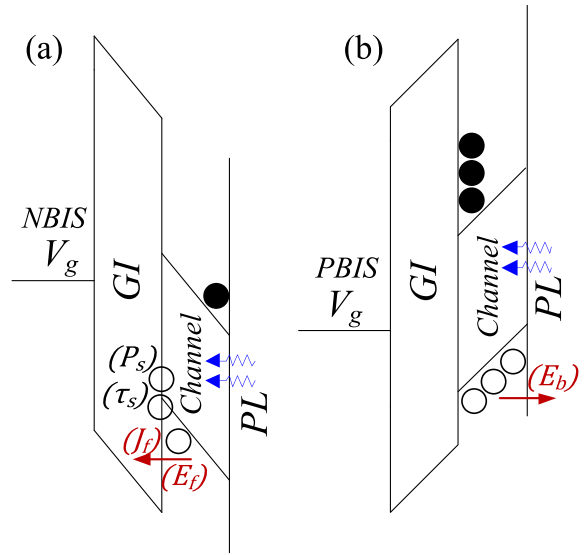 (a)
NBIS
V_g
GI
(P_s)
(τ_s)
(J_f)
(E_f)
Channel
PL
(b)
PBIS
V_g
GI
Channel
PL
(E_b)